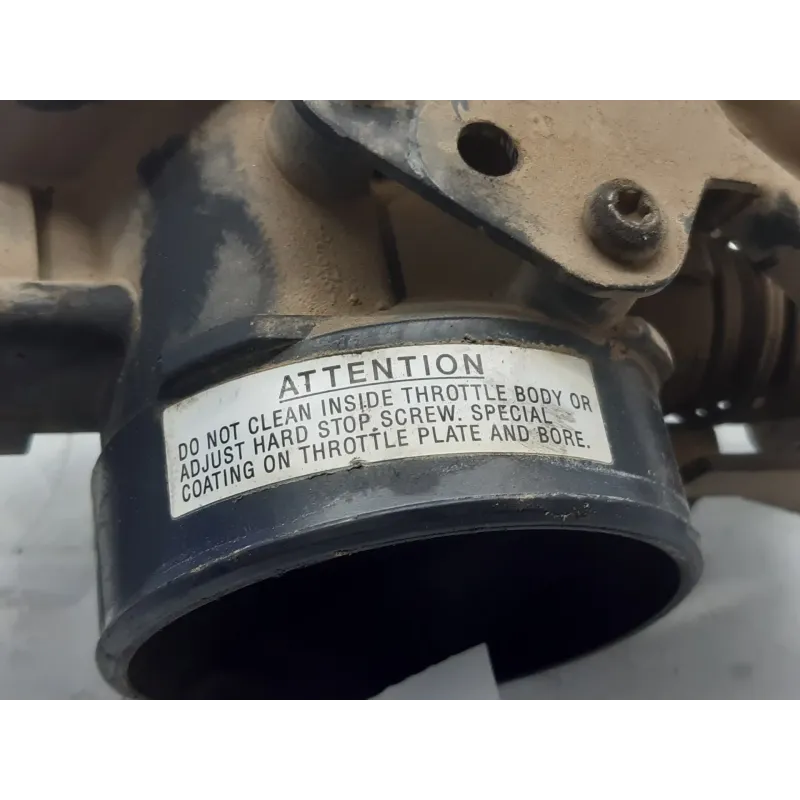 ATTENTION
DO NOT CLEAN INSIDE THROTTLE BODY OR
ADJUST HARD STOP SCREW. SPECIAL
COATING ON THROTTLE PLATE AND BORE.